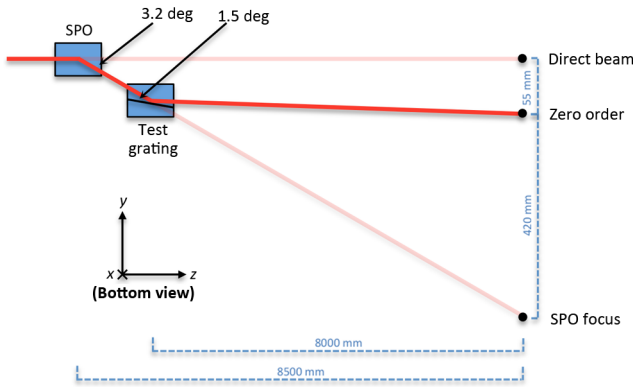 3.2 deg
1.5 deg
SPO
Direct beam
55 mm
Zero order
Test
grating
420 mm
y
x
z
(Bottom view)
SPO focus
8000 mm
8500 mm